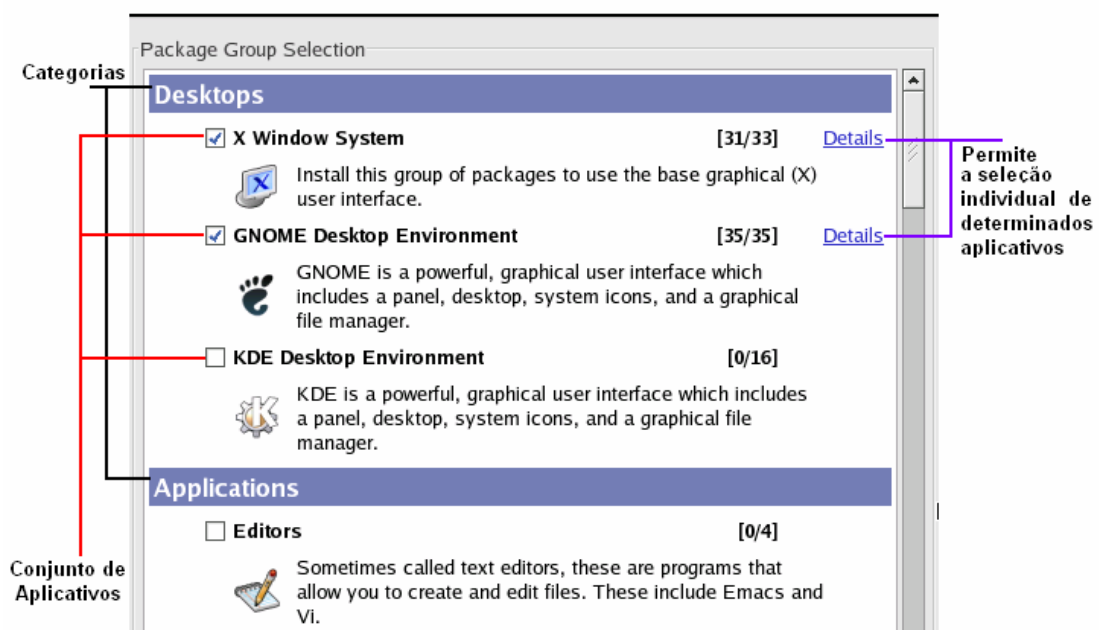 Package Group Selection
Categorias
Desktops
X Window System [31/33] Details
Install this group of packages to use the base graphical (X)
user interface.
Permite
a seleção
individual de
determinados
aplicativos
GNOME Desktop Environment [35/35] Details
GNOME is a powerful, graphical user interface which
includes a panel, desktop, system icons, and a graphical
file manager.
KDE Desktop Environment [0/16]
KDE is a powerful, graphical user interface which includes
a panel, desktop, system icons, and a graphical file
manager.
Applications
Editors [0/4]
Conjunto de
Aplicativos
Sometimes called text editors, these are programs that
allow you to create and edit files. These include Emacs and
Vi.